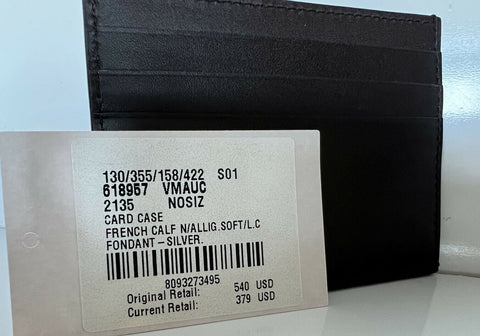 130/355/158/422 S01
618957 VMAUC
2135 NOSIZ
CARD CASE
FRENCH CALF N/ALLIG.SOFT/L.C
FONDANT-SILVER.
8093273495
Original Retail: 540 USD
Current Retail: 379 USD